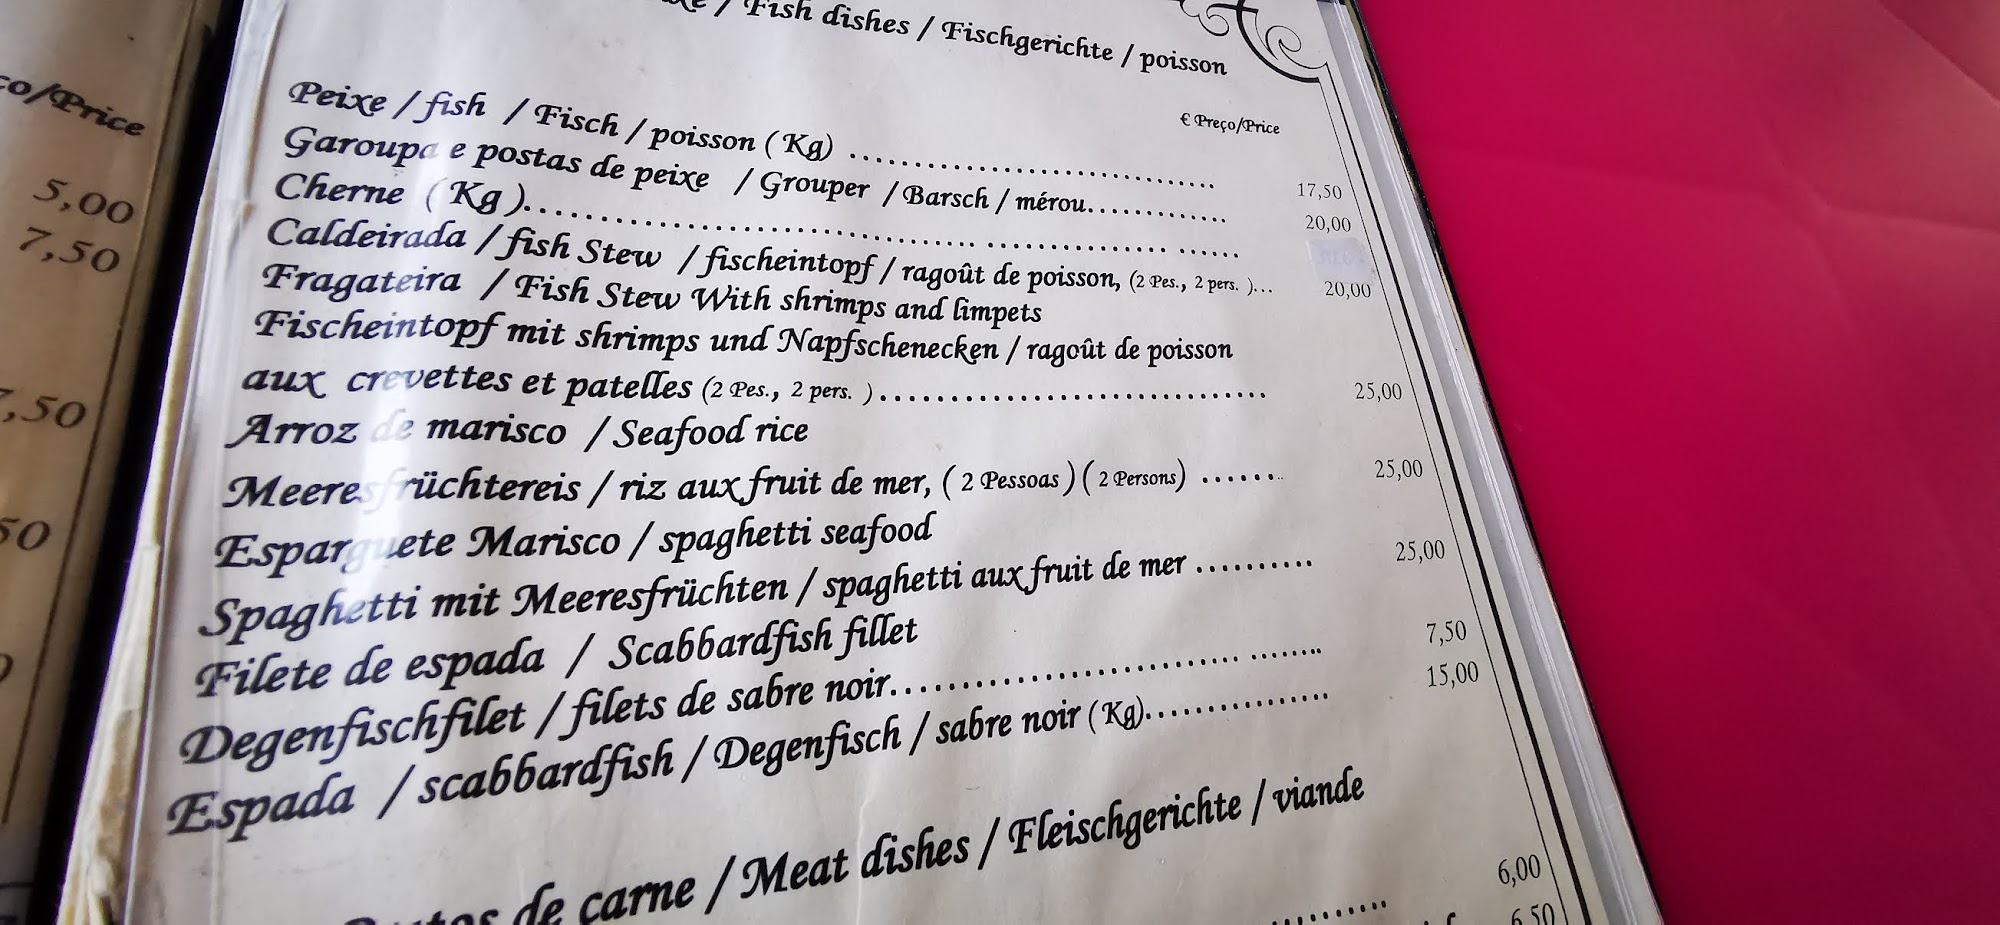 / Fish dishes / Fischgerichte / poisson
€ Preço/Price
Peixe / fish / Fisch / poisson (Kg) .............................. 17,50
Garoupa e postas de peixe / Grouper / Barsch / mérou............. 20,00
Cherne (Kg)......................................................
Caldeirada / fish Stew / fischeintopf / ragoût de poisson, (2 Pes., 2 pers. )... 20,00
Fragateira / Fish Stew With shrimps and limpets
Fischeintopf mit shrimps und Napfschenecken / ragoût de poisson
aux crevettes et patelles (2 Pes., 2 pers. ).............................. 25,00
Arroz de marisco / Seafood rice
Meeresfrüchtereis / riz aux fruit de mer, ( 2 Pessoas ) ( 2 Persons) ........ 25,00
Esparguete Marisco / spaghetti seafood
Spaghetti mit Meeresfrüchten / spaghetti aux fruit de mer .......... 25,00
Filete de espada / Scabbardfish fillet
Degenfischfilet / filets de sabre noir................................. 7,50
Espada / scabbardfish / Degenfisch / sabre noir (Kg)................ 15,00
de carne / Meat dishes / Fleischgerichte / viande
6,00
6,50
/Price
5,00
7,50